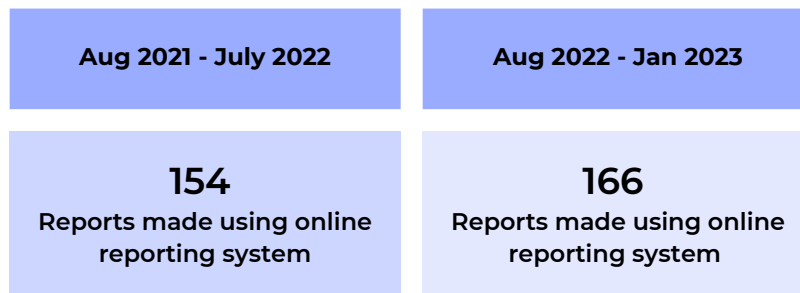 Aug 2021 - July 2022
Aug 2022 - Jan 2023
154
Reports made using online
reporting system
166
Reports made using online
reporting system